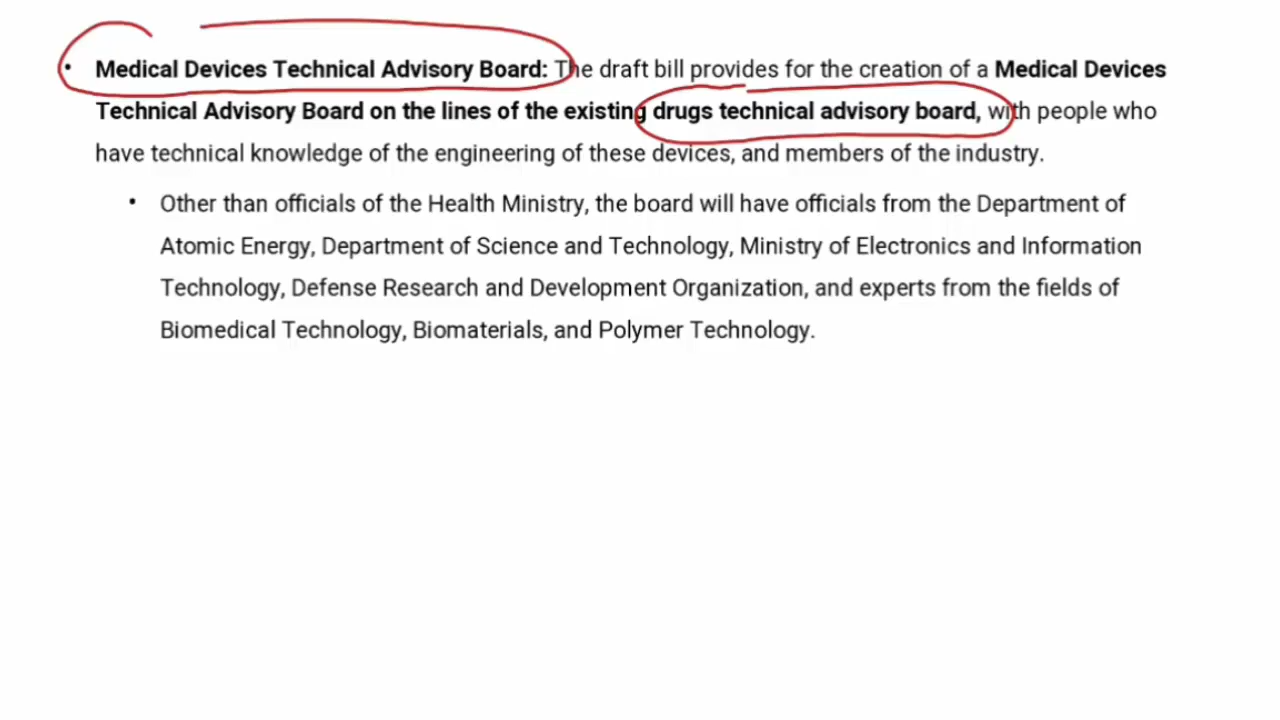 • Medical Devices Technical Advisory Board: The draft bill provides for the creation of a Medical Devices
Technical Advisory Board on the lines of the existing drugs technical advisory board, with people who
have technical knowledge of the engineering of these devices, and members of the industry.
• Other than officials of the Health Ministry, the board will have officials from the Department of
Atomic Energy, Department of Science and Technology, Ministry of Electronics and Information
Technology, Defense Research and Development Organization, and experts from the fields of
Biomedical Technology, Biomaterials, and Polymer Technology.